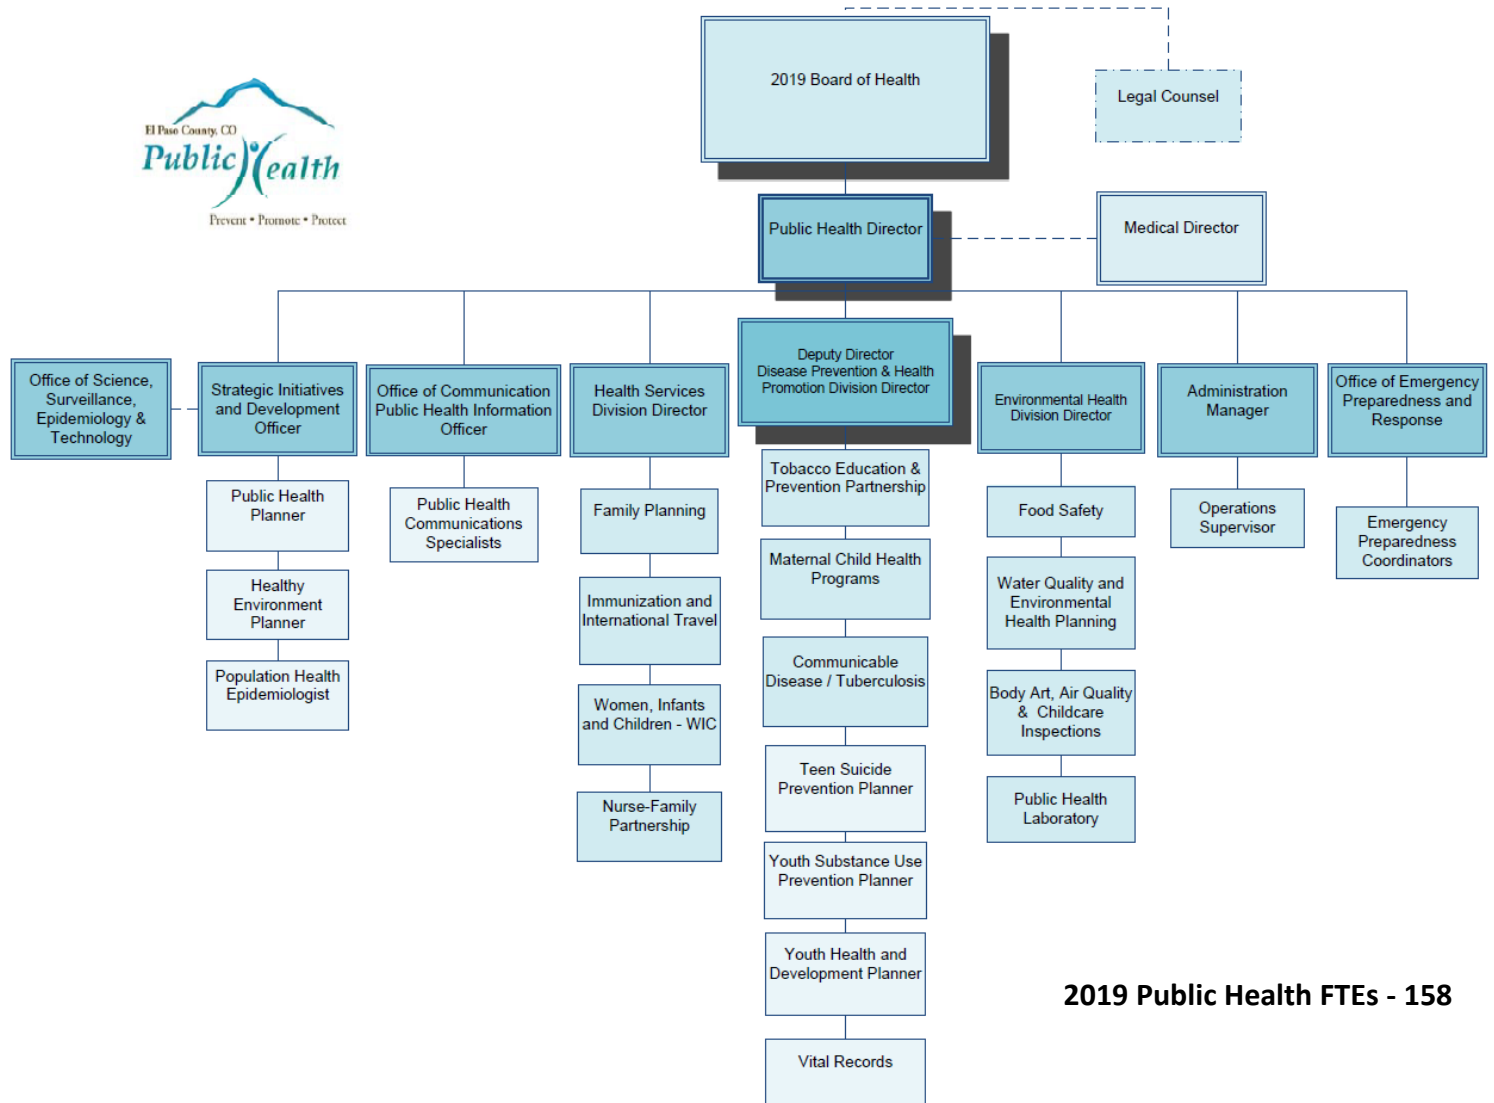 2019 Board of Health
Legal Counsel
El Paso County, CO
Public Health
Prevent • Promote • Protect
Public Health Director
Medical Director
Office of Science,
Surveillance,
Epidemiology &
Technology
Strategic Initiatives
and Development
Officer
Office of Communication
Public Health Information
Officer
Health Services
Division Director
Deputy Director
Disease Prevention & Health
Promotion Division Director
Environmental Health
Division Director
Administration
Manager
Office of Emergency
Preparedness and
Response
Public Health
Planner
Healthy
Environment
Planner
Population Health
Epidemiologist
Public Health
Communications
Specialists
Family Planning
Immunization and
International Travel
Women, Infants
and Children - WIC
Nurse-Family
Partnership
Tobacco Education &
Prevention Partnership
Maternal Child Health
Programs
Communicable
Disease / Tuberculosis
Teen Suicide
Prevention Planner
Youth Substance Use
Prevention Planner
Youth Health and
Development Planner
Vital Records
Food Safety
Water Quality and
Environmental
Health Planning
Body Art, Air Quality
& Childcare
Inspections
Public Health
Laboratory
Operations
Supervisor
Emergency
Preparedness
Coordinators
2019 Public Health FTEs - 158